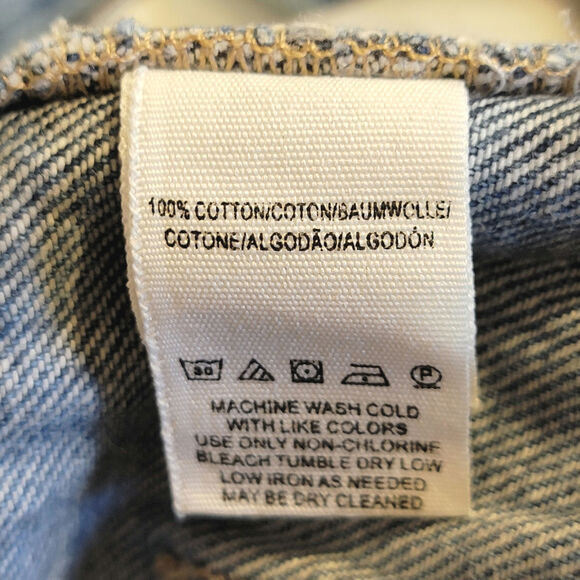 100% COTTON/COTON/BAUMWOLLE/
COTONE/ALGODÃO/ALGODÓN
30 P
MACHINE WASH COLD
WITH LIKE COLORS
USE ONLY NON-CHLORINE
BLEACH TUMBLE DRY LOW
LOW IRON AS NEEDED
MAY BE DRY CLEANED